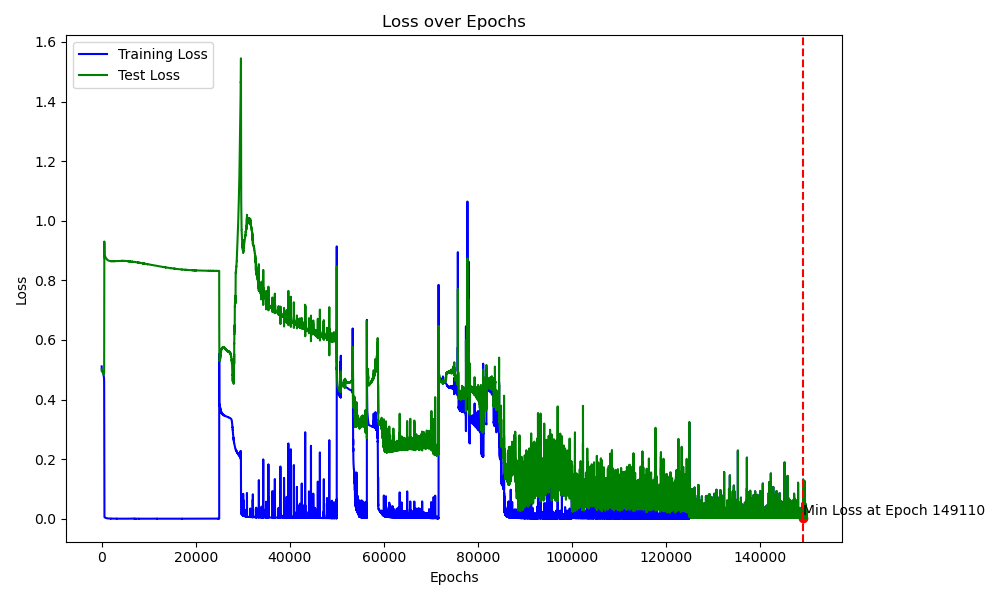 Loss over Epochs
Training Loss
Test Loss
Loss
1.6
1.4
1.2
1.0
0.8
0.6
0.4
0.2
0.0
Min Loss at Epoch 149110
0 20000 40000 60000 80000 100000 120000 140000
Epochs